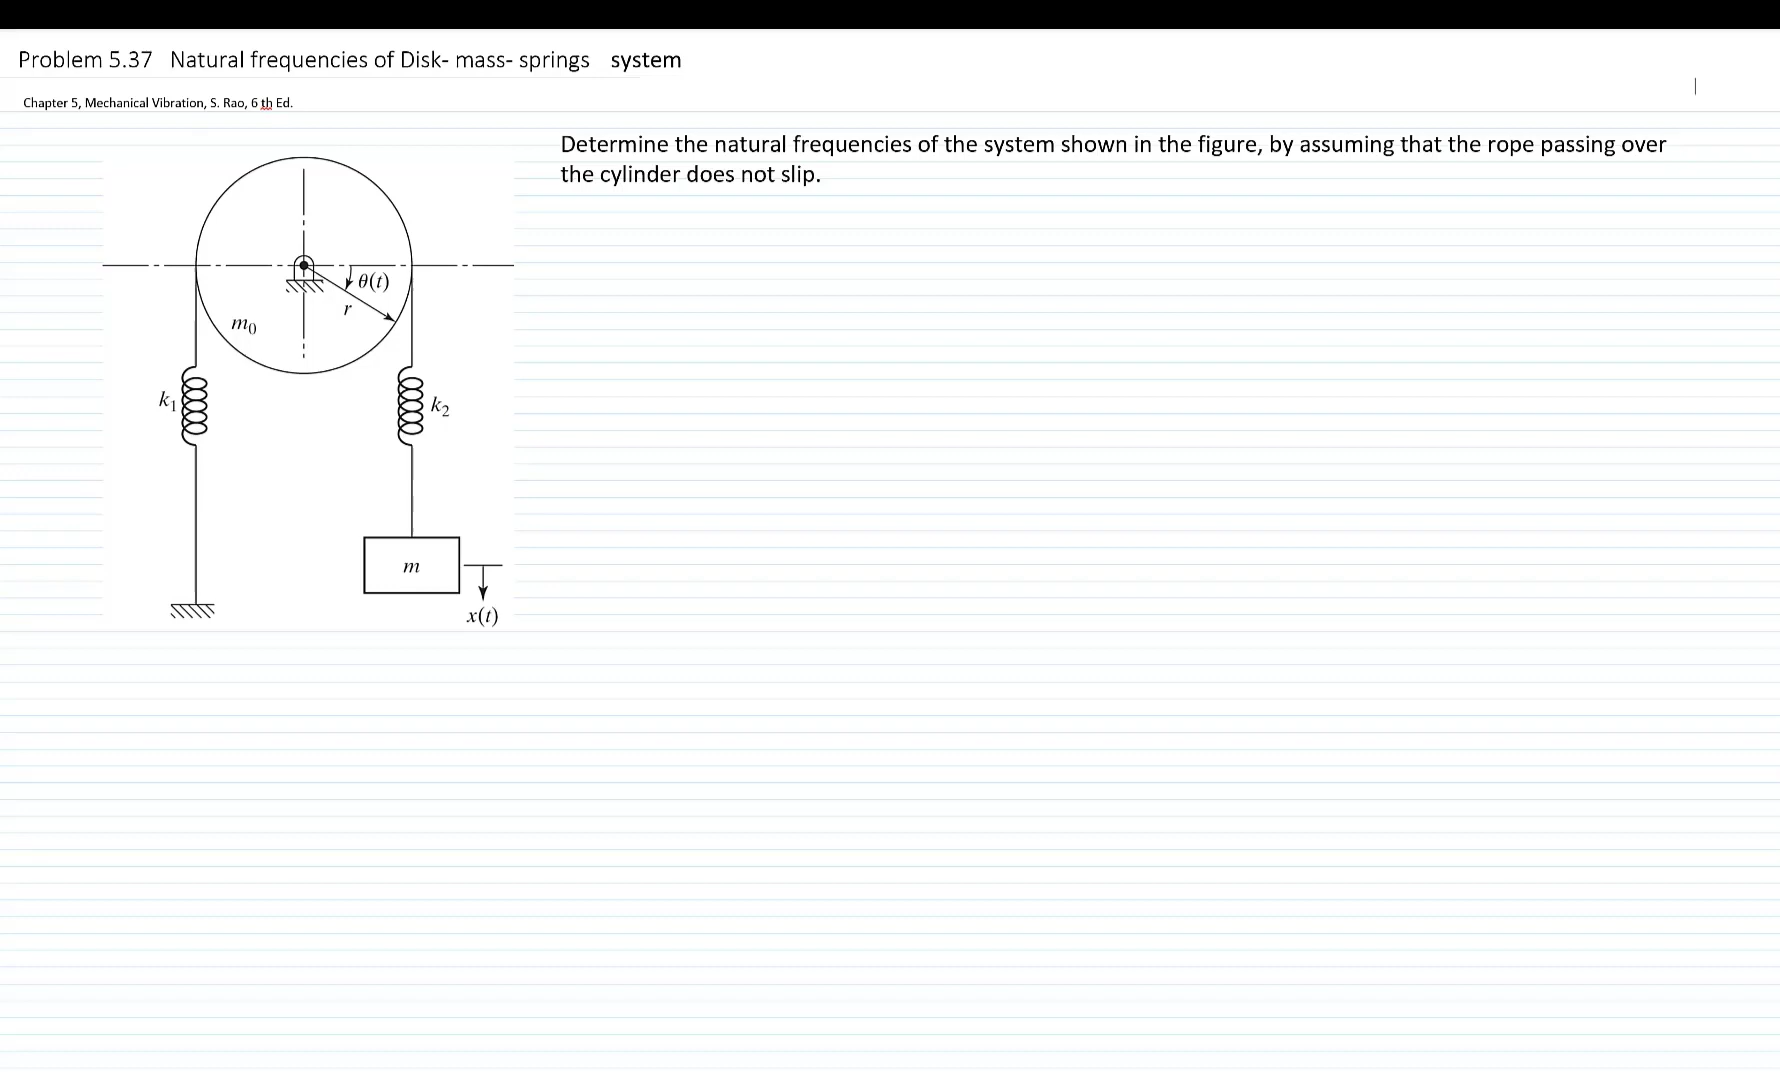 Problem 5.37 Natural frequencies of Disk- mass- springs system
Chapter 5, Mechanical Vibration, S. Rao, 6 th Ed.
Determine the natural frequencies of the system shown in the figure, by assuming that the rope passing over
the cylinder does not slip.
θ(t)
r
m₀
k₁
k₂
m
x(t)